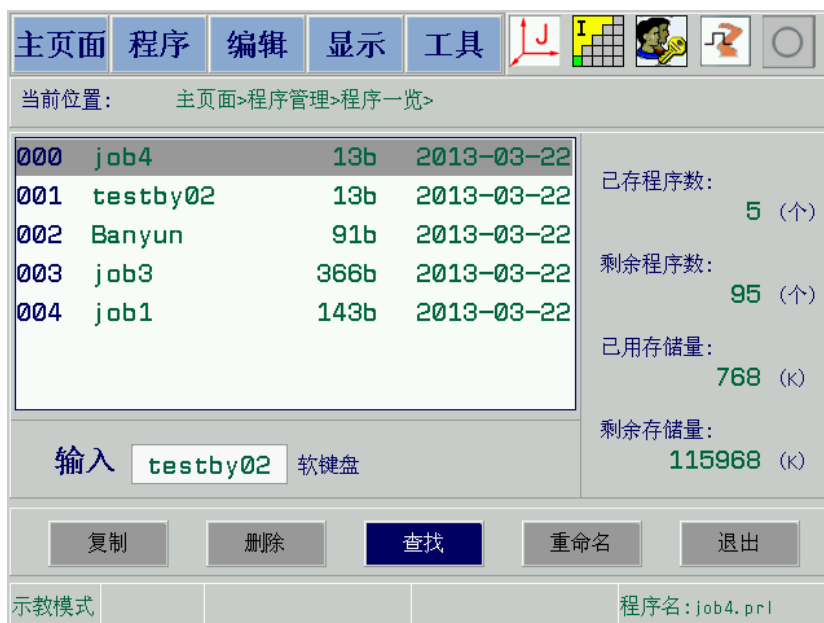 主页面 程序 编辑 显示 工具 J I
当前位置: 主页面>程序管理>程序一览>
000 job4 13b 2013-03-22
001 testby02 13b 2013-03-22
002 Banyun 91b 2013-03-22
003 job3 366b 2013-03-22
004 job1 143b 2013-03-22
已存程序数:
5 (个)
剩余程序数:
95 (个)
已用存储量:
768 (K)
剩余存储量:
115968 (K)
输入 testby02 软键盘
复制 删除 查找 重命名 退出
示教模式 程序名:job4.prl